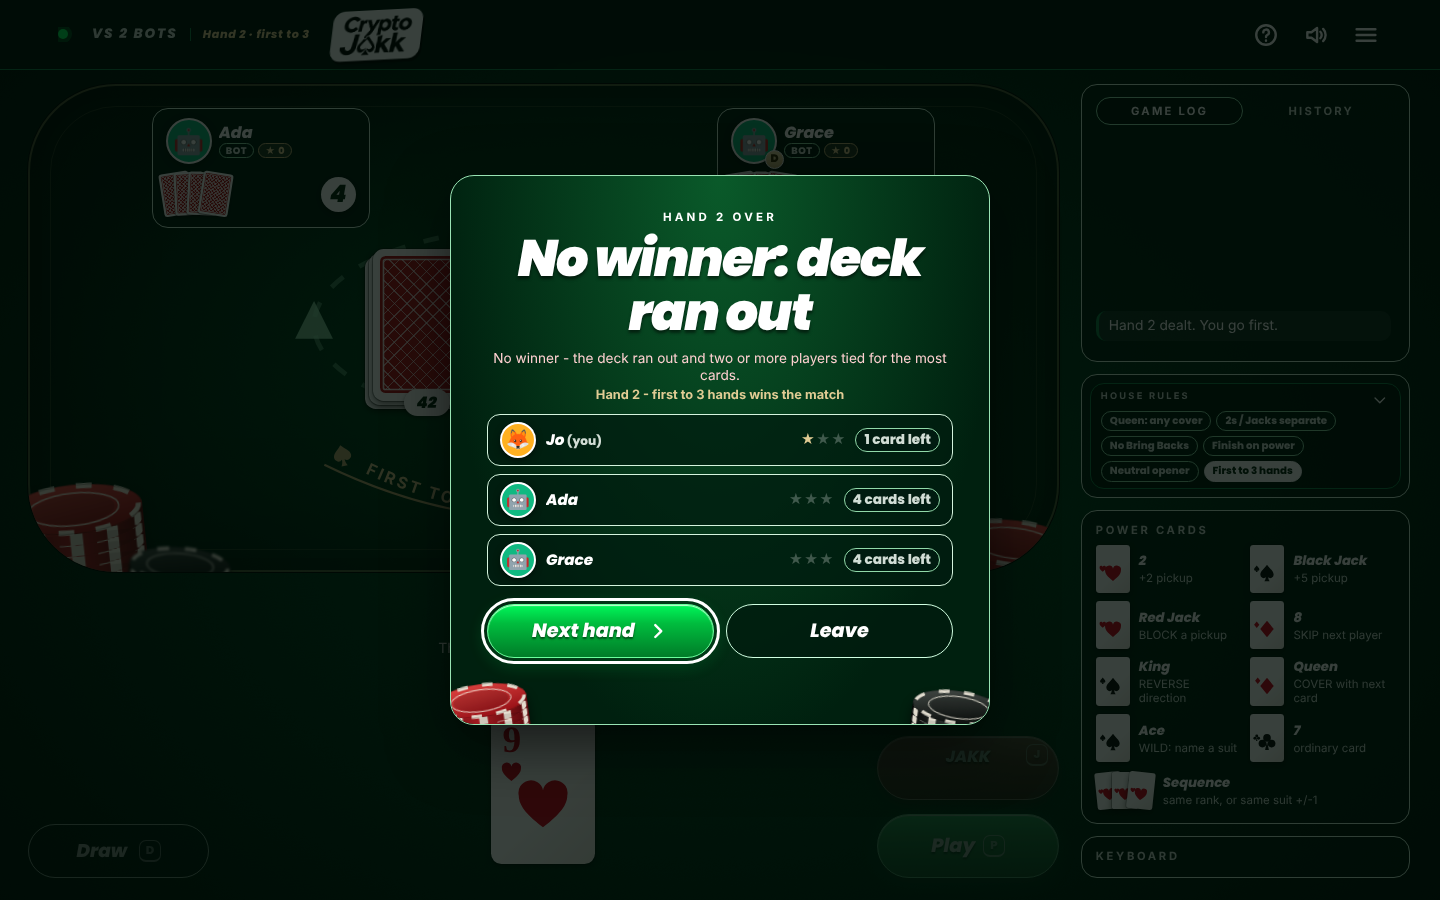 VS 2 BOTS
Hand 2 · first to 3
Crypto
Jakk
Ada
BOT
★ 0
4
Grace
D
BOT
★ 0
42
FIRST TO
HAND 2 OVER
No winner: deck
ran out
No winner - the deck ran out and two or more players tied for the most
cards.
Hand 2 - first to 3 hands wins the match
Jo (you)
★★★
1 card left
Ada
★★★
4 cards left
Grace
★★★
4 cards left
Next hand
Leave
9
Draw
D
JAKK
J
Play
P
GAME LOG
HISTORY
Hand 2 dealt. You go first.
HOUSE RULES
Queen: any cover
2s / Jacks separate
No Bring Backs
Finish on power
Neutral opener
First to 3 hands
POWER CARDS
2
+2 pickup
Black Jack
+5 pickup
Red Jack
BLOCK a pickup
8
SKIP next player
King
REVERSE
direction
Queen
COVER with next
card
Ace
WILD: name a suit
7
ordinary card
Sequence
same rank, or same suit +/-1
KEYBOARD